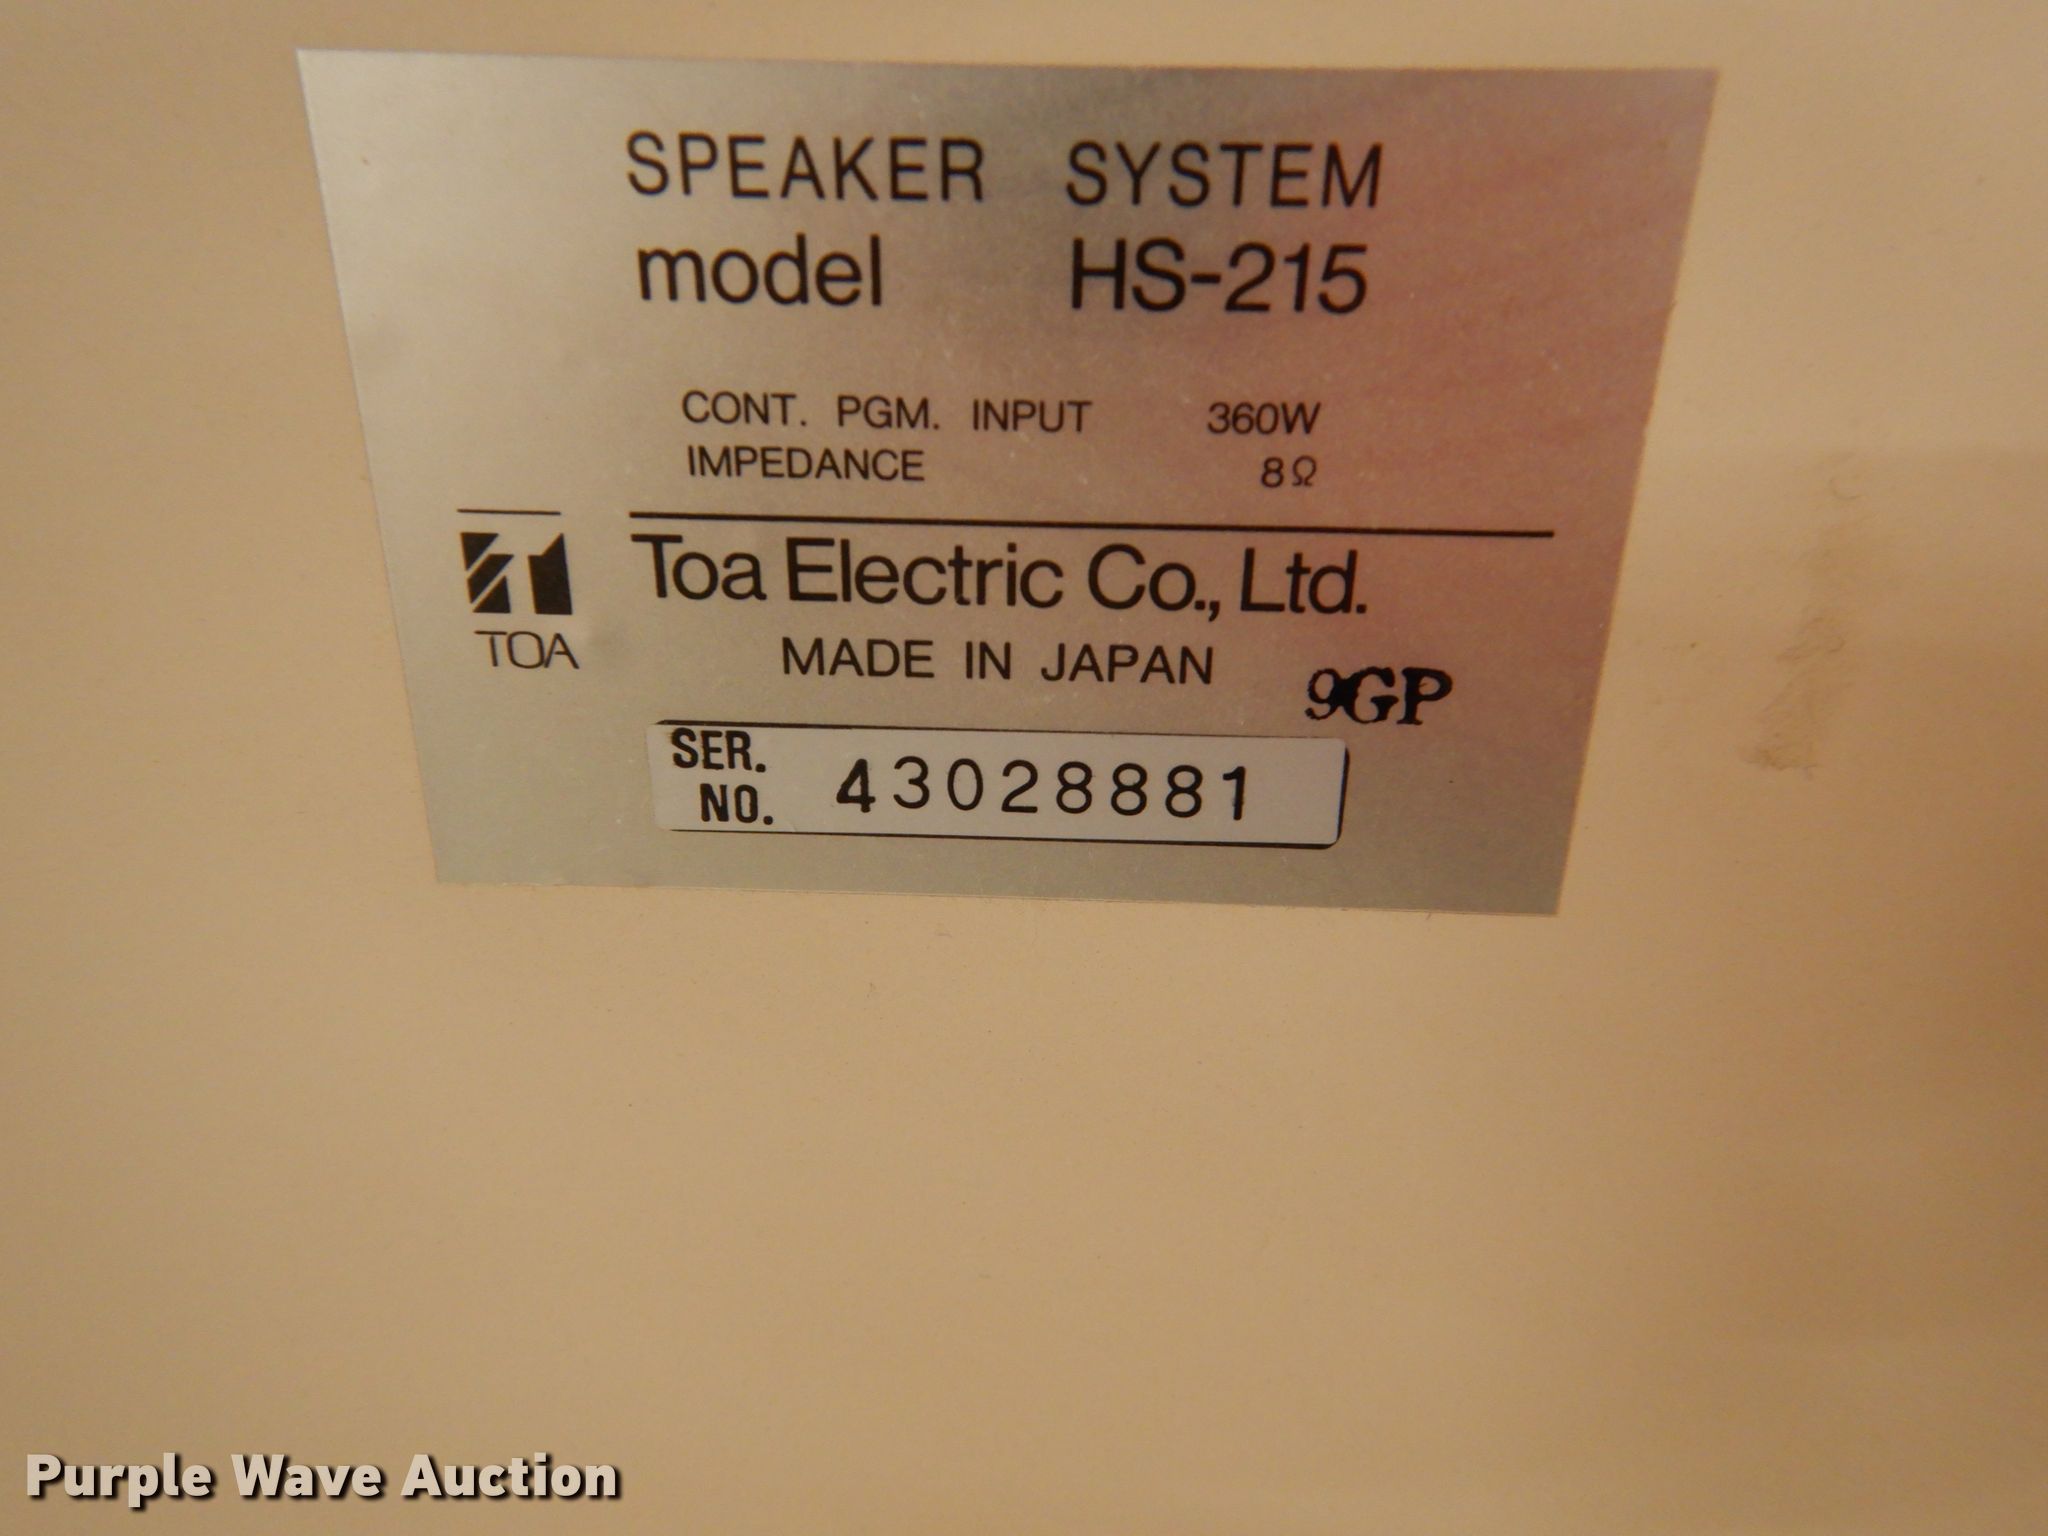 SPEAKER SYSTEM
model HS-215
CONT. PGM. INPUT 360W
IMPEDANCE 8Ω
TOA
Toa Electric Co., Ltd.
MADE IN JAPAN
9GP
SER. NO. 43028881
Purple Wave Auction